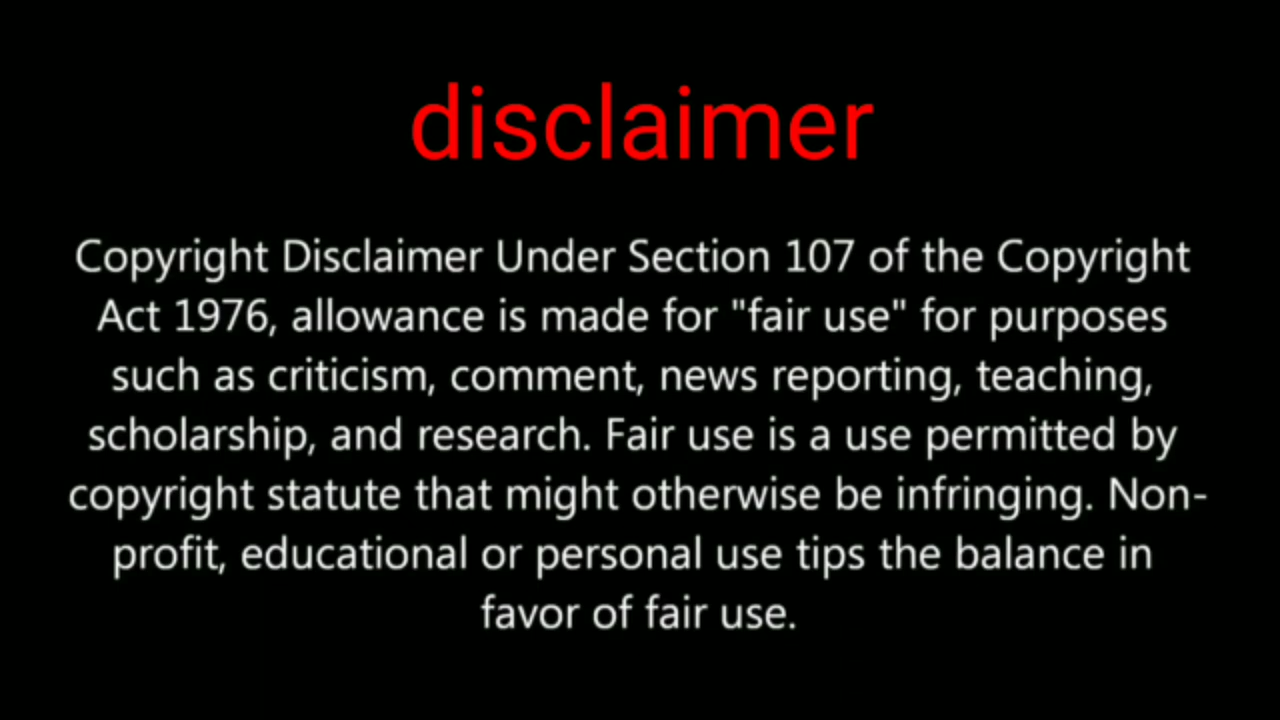 disclaimer
Copyright Disclaimer Under Section 107 of the Copyright
Act 1976, allowance is made for "fair use" for purposes
such as criticism, comment, news reporting, teaching,
scholarship, and research. Fair use is a use permitted by
copyright statute that might otherwise be infringing. Non-
profit, educational or personal use tips the balance in
favor of fair use.